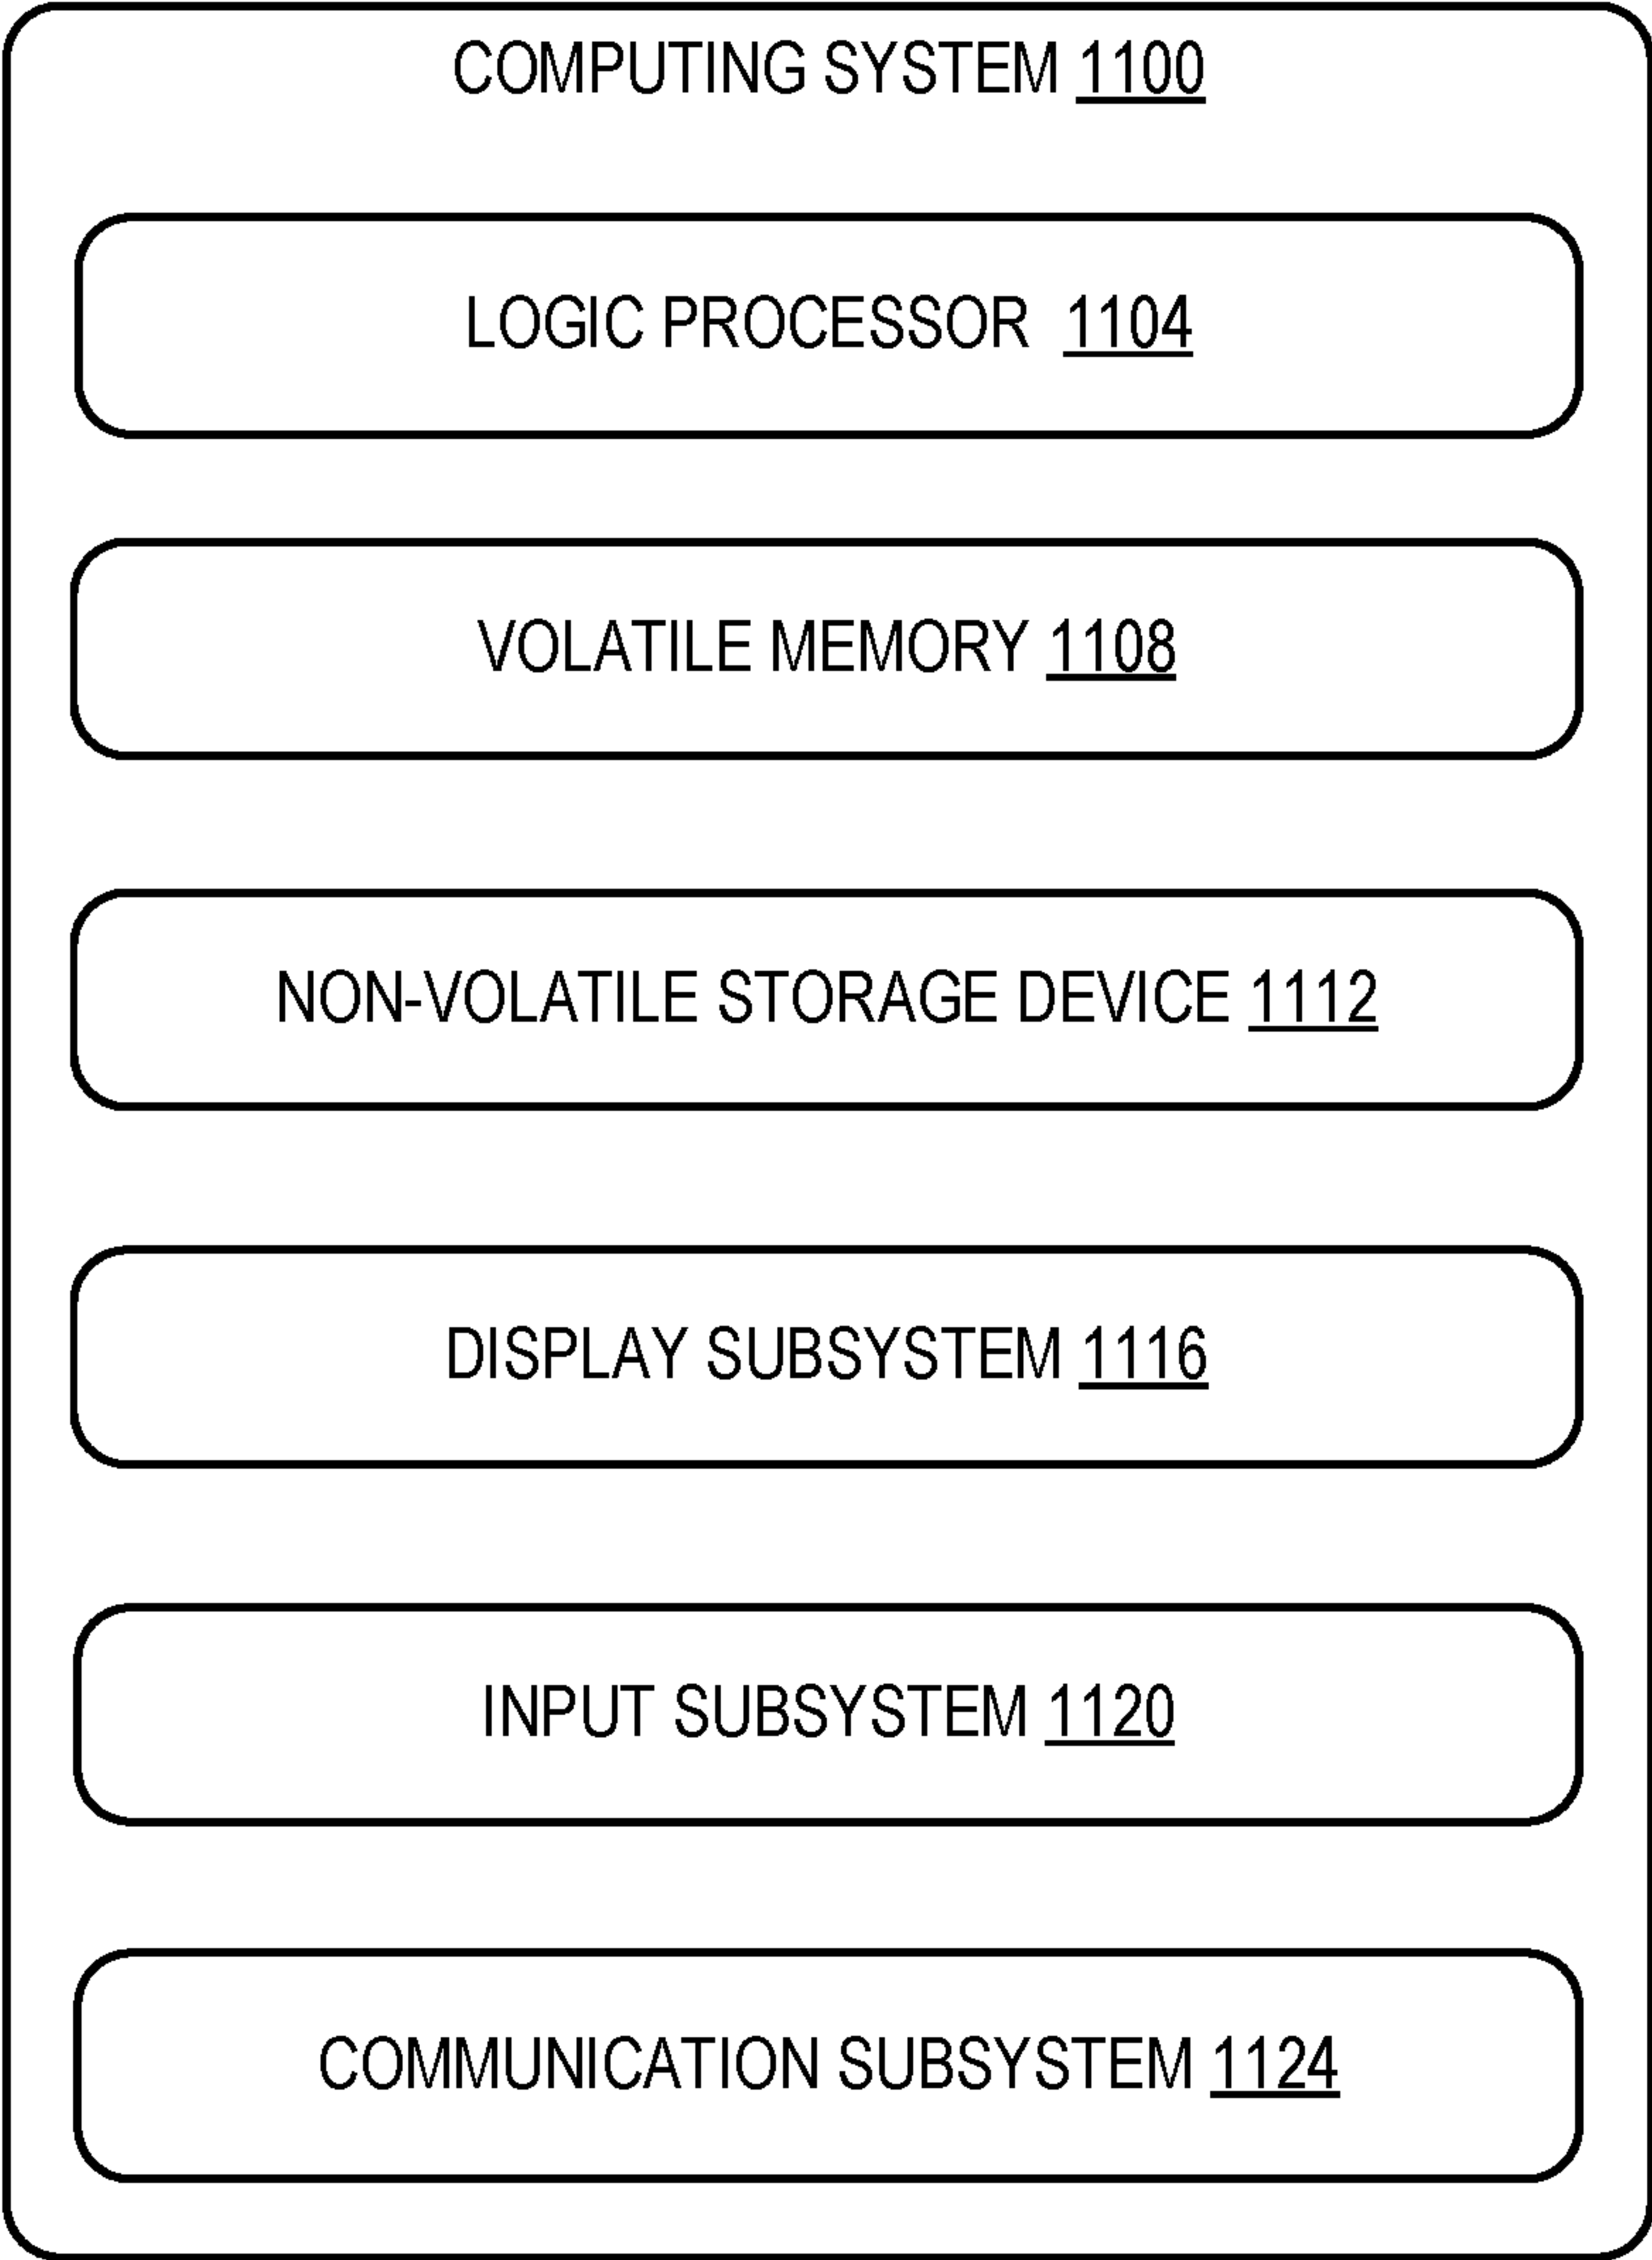 COMPUTING SYSTEM 1100
LOGIC PROCESSOR 1104
VOLATILE MEMORY 1108
NON-VOLATILE STORAGE DEVICE 1112
DISPLAY SUBSYSTEM 1116
INPUT SUBSYSTEM 1120
COMMUNICATION SUBSYSTEM 1124